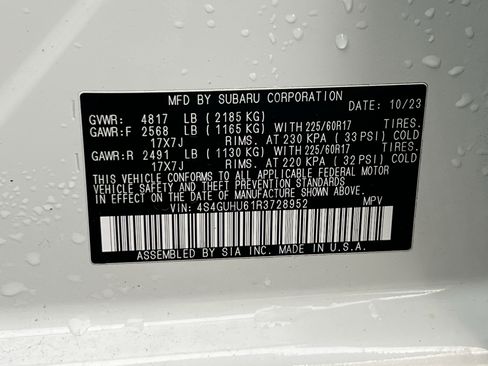 MFD BY SUBARU CORPORATION
DATE: 10/23
GVWR: 4817 LB ( 2185 KG)
GAWR:F 2568 LB ( 1165 KG) WITH 225/60R17 TIRES.
17X7J RIMS. AT 230 KPA ( 33 PSI) COLD
GAWR:R 2491 LB ( 1130 KG) WITH 225/60R17 TIRES.
17X7J RIMS. AT 220 KPA ( 32 PSI) COLD
THIS VEHICLE CONFORMS TO ALL APPLICABLE FEDERAL MOTOR
VEHICLE SAFETY, BUMPER, AND THEFT PREVENTION STANDARDS
IN EFFECT ON THE DATE OF MANUFACTURE SHOWN ABOVE.
VIN: 4S4GUHU61R3728952 MPV
ASSEMBLED BY SIA INC. IN U.S.A.